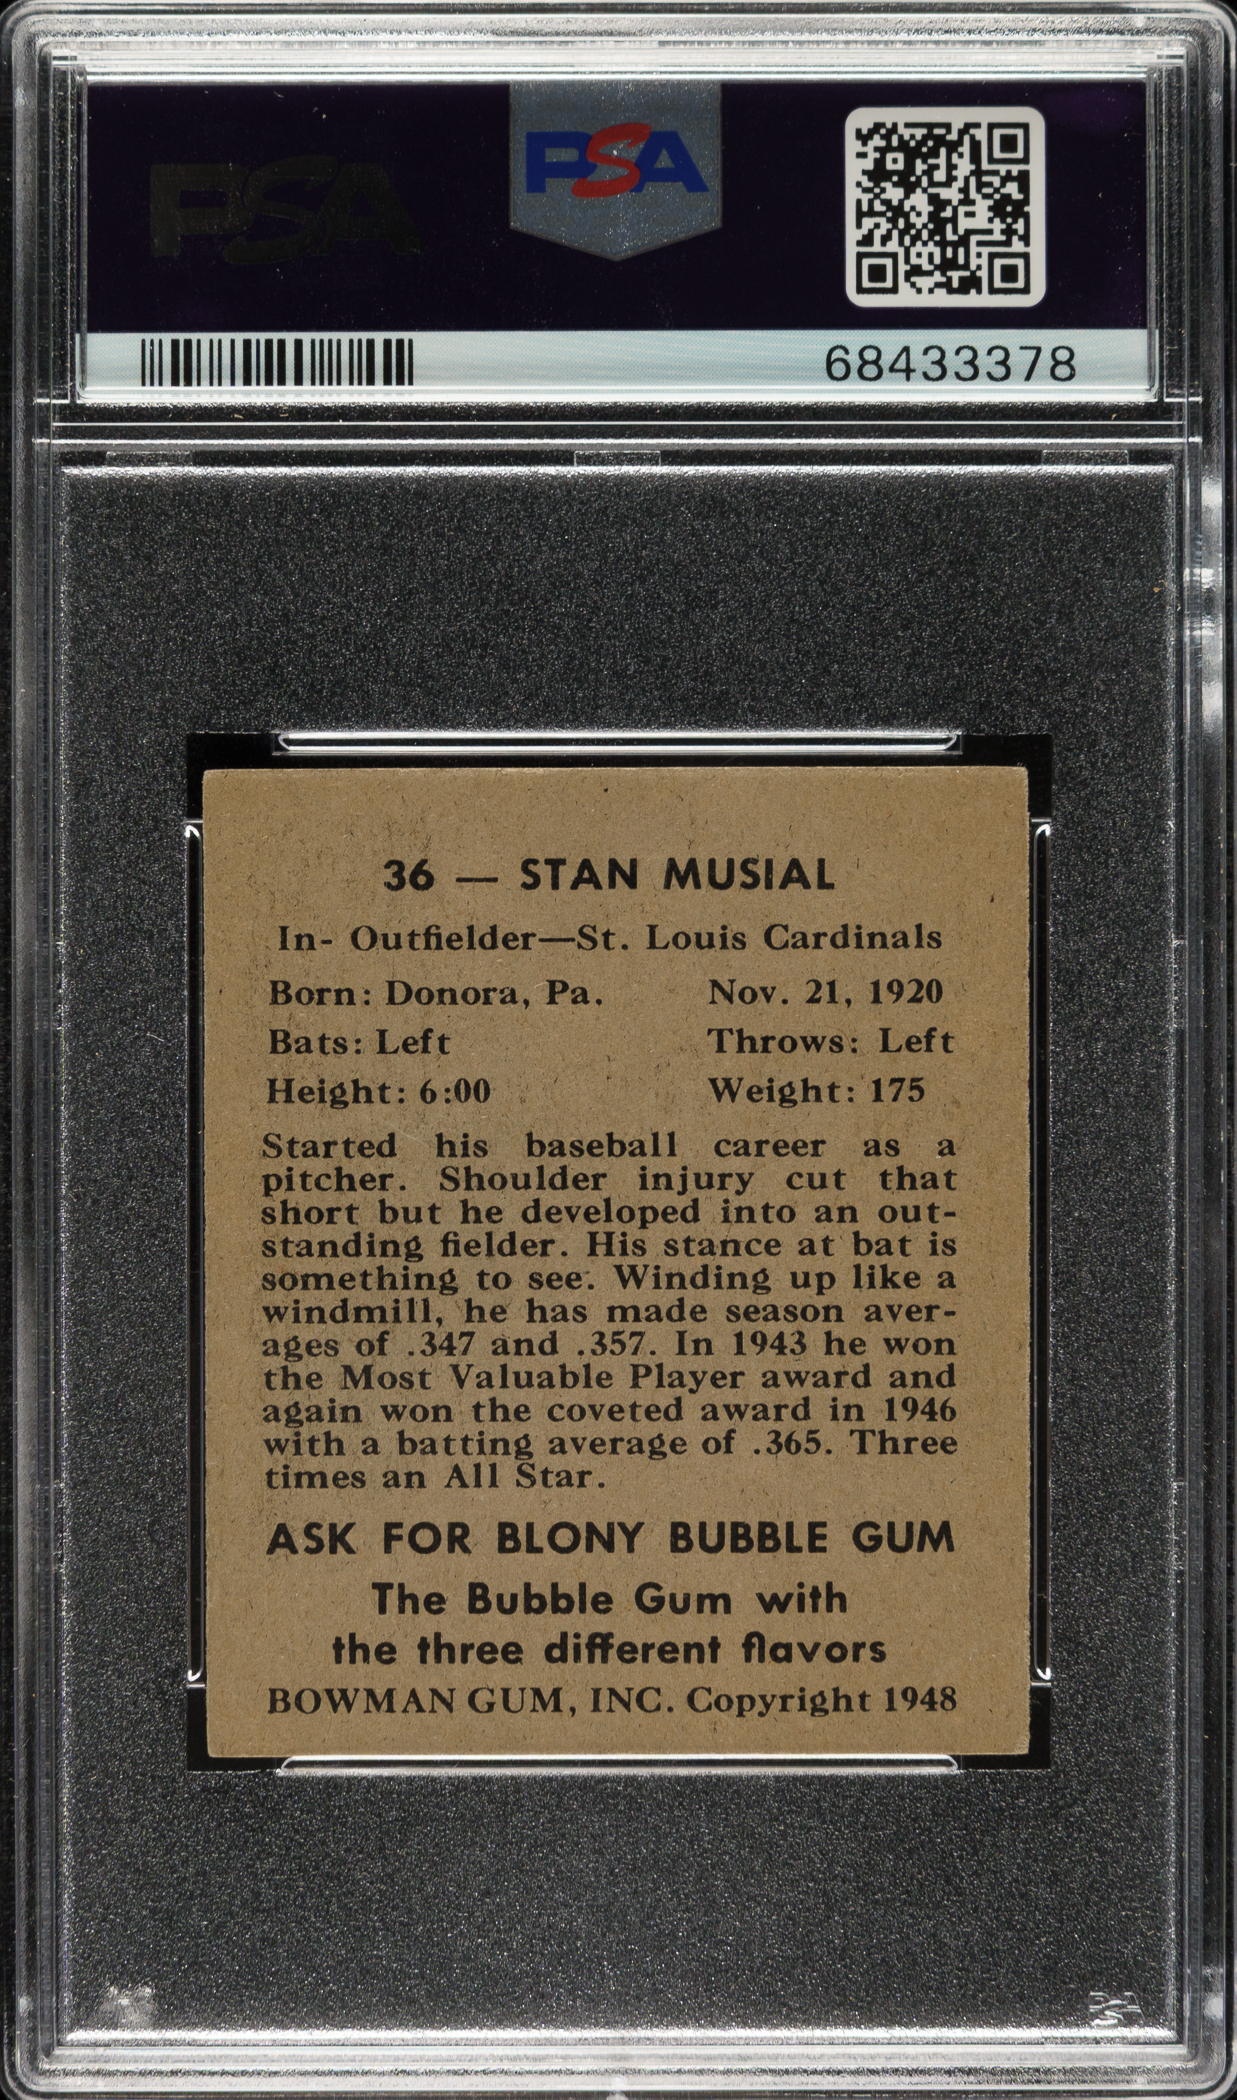 PSA
PSA
68433378
36 — STAN MUSIAL
In- Outfielder—St. Louis Cardinals
Born: Donora, Pa. Nov. 21, 1920
Bats: Left Throws: Left
Height: 6:00 Weight: 175
Started his baseball career as a
pitcher. Shoulder injury cut that
short but he developed into an out-
standing fielder. His stance at bat is
something to see. Winding up like a
windmill, he has made season aver-
ages of .347 and .357. In 1943 he won
the Most Valuable Player award and
again won the coveted award in 1946
with a batting average of .365. Three
times an All Star.
ASK FOR BLONY BUBBLE GUM
The Bubble Gum with
the three different flavors
BOWMAN GUM, INC. Copyright 1948
PSA